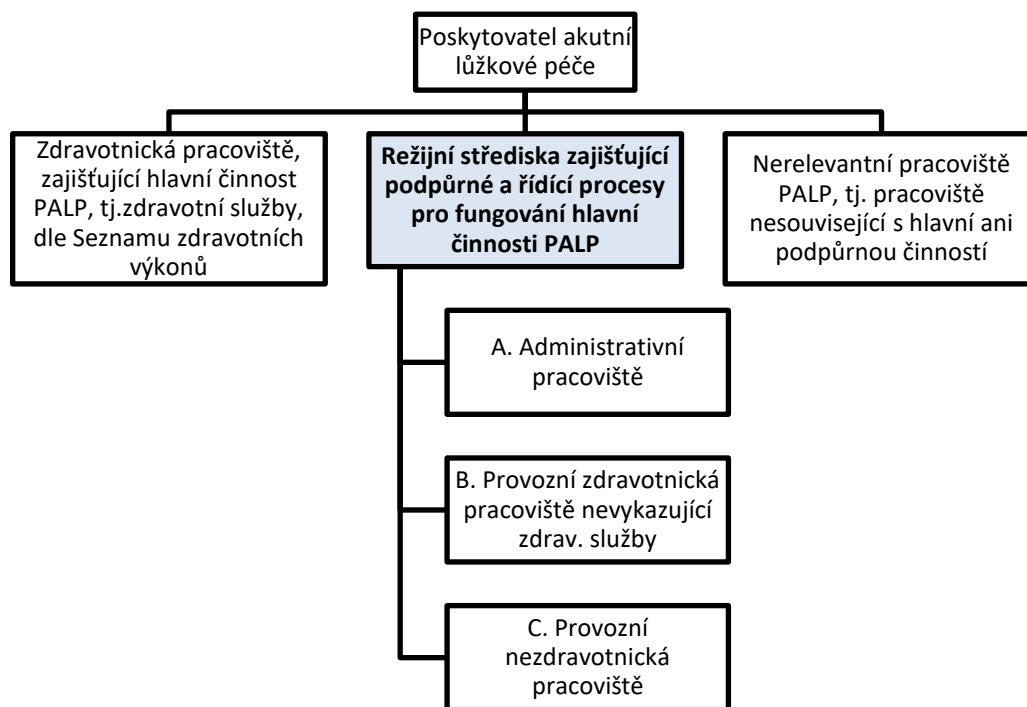 Poskytovatel akutní
lůžkové péče
Zdravotnická pracoviště,
zajišťující hlavní činnost
PALP, tj.zdravotní služby,
dle Seznamu zdravotních
výkonů
Režijní střediska zajišťující
podpůrné a řídící procesy
pro fungování hlavní
činnosti PALP
Nerelevantní pracoviště
PALP, tj. pracoviště
nesouvisející s hlavní ani
podpůrnou činností
A. Administrativní
pracoviště
B. Provozní zdravotnická
pracoviště nevykazující
zdrav. služby
C. Provozní
nezdravotnická
pracoviště